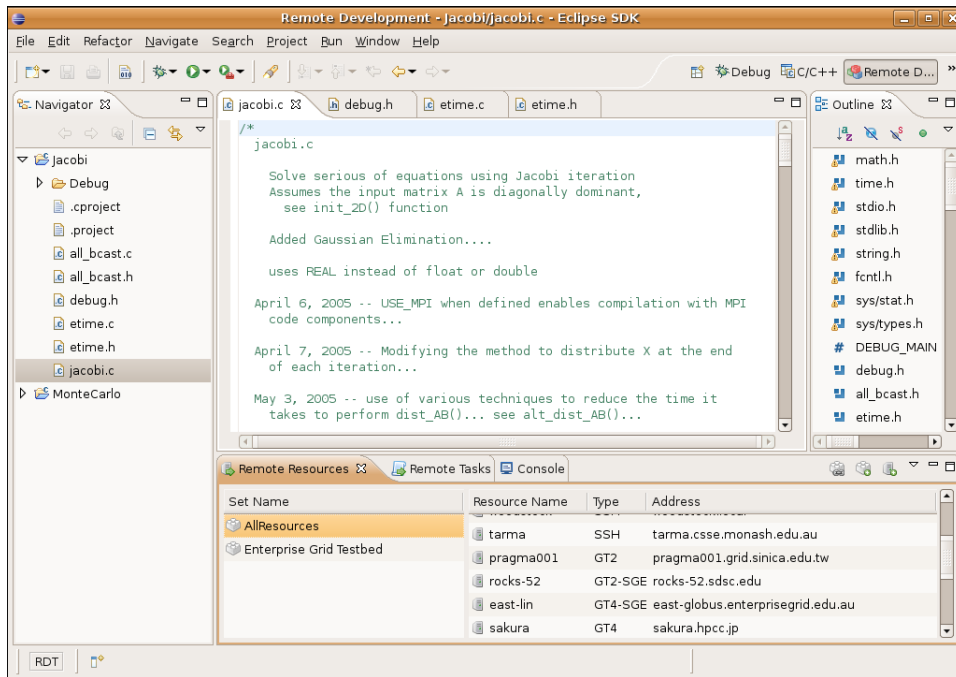 Remote Development - Jacobi/jacobi.c - Eclipse SDK
File Edit Refactor Navigate Search Project Run Window Help
Debug C/C++ Remote D... »
Navigator
Jacobi
Debug
.cproject
.project
all_bcast.c
all_bcast.h
debug.h
etime.c
etime.h
jacobi.c
MonteCarlo
jacobi.c debug.h etime.c etime.h
/*
jacobi.c
Solve serious of equations using Jacobi iteration
Assumes the input matrix A is diagonally dominant,
see init_2D() function
Added Gaussian Elimination....
uses REAL instead of float or double
April 6, 2005 -- USE_MPI when defined enables compilation with MPI
code components...
April 7, 2005 -- Modifying the method to distribute X at the end
of each iteration...
May 3, 2005 -- use of various techniques to reduce the time it
takes to perform dist_AB()... see alt_dist_AB()...
Outline
math.h
time.h
stdio.h
stdlib.h
string.h
fcntl.h
sys/stat.h
sys/types.h
# DEBUG_MAIN
debug.h
all_bcast.h
etime.h
Remote Resources Remote Tasks Console
Set Name
AllResources
Enterprise Grid Testbed
Resource Name Type Address
tarma SSH tarma.csse.monash.edu.au
pragma001 GT2 pragma001.grid.sinica.edu.tw
rocks-52 GT2-SGE rocks-52.sdsc.edu
east-lin GT4-SGE east-globus.enterprisegrid.edu.au
sakura GT4 sakura.hpcc.jp
RDT